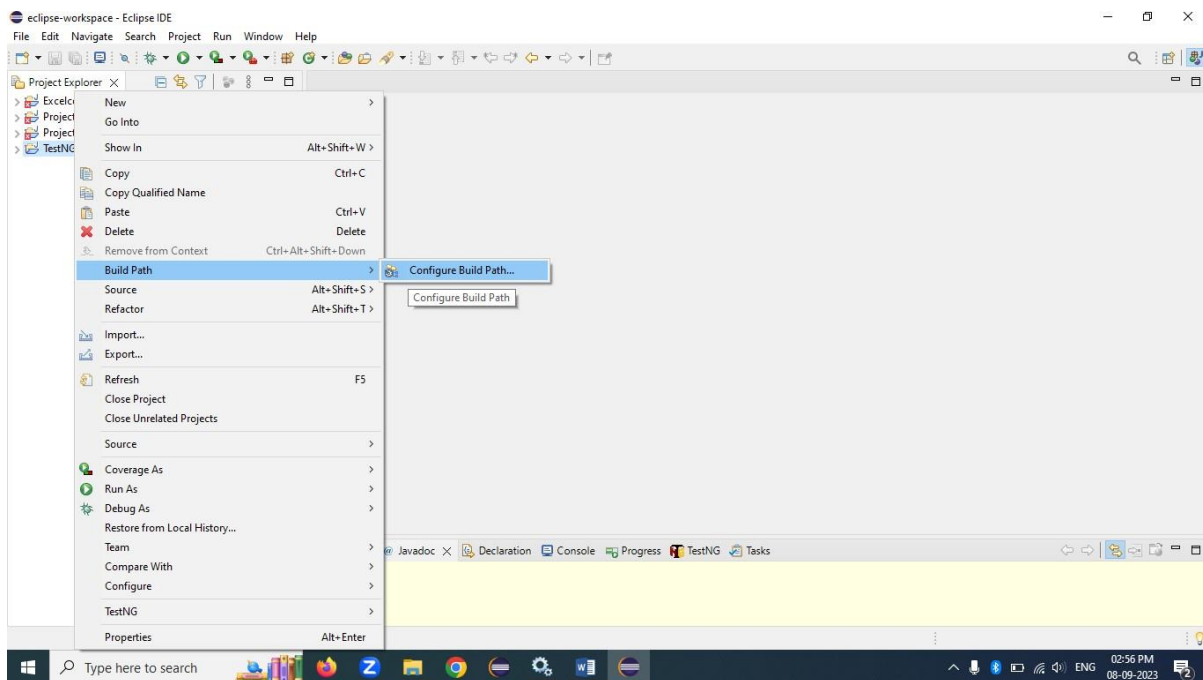 eclipse-workspace - Eclipse IDE
File Edit Navigate Search Project Run Window Help
Project Explorer
Project
Project
TestNG
New
Go Into
Show In Alt+Shift+W
Copy Ctrl+C
Copy Qualified Name
Paste Ctrl+V
Delete Delete
Remove from Context Ctrl+Alt+Shift+Down
Build Path
Configure Build Path...
Source Alt+Shift+S
Configure Build Path
Refactor Alt+Shift+T
Import...
Export...
Refresh F5
Close Project
Close Unrelated Projects
Source
Coverage As
Run As
Debug As
Restore from Local History...
Team
Compare With
Configure
TestNG
Properties Alt+Enter
@ Javadoc Declaration Console Progress TestNG Tasks
Type here to search
ENG
02:56 PM
08-09-2023